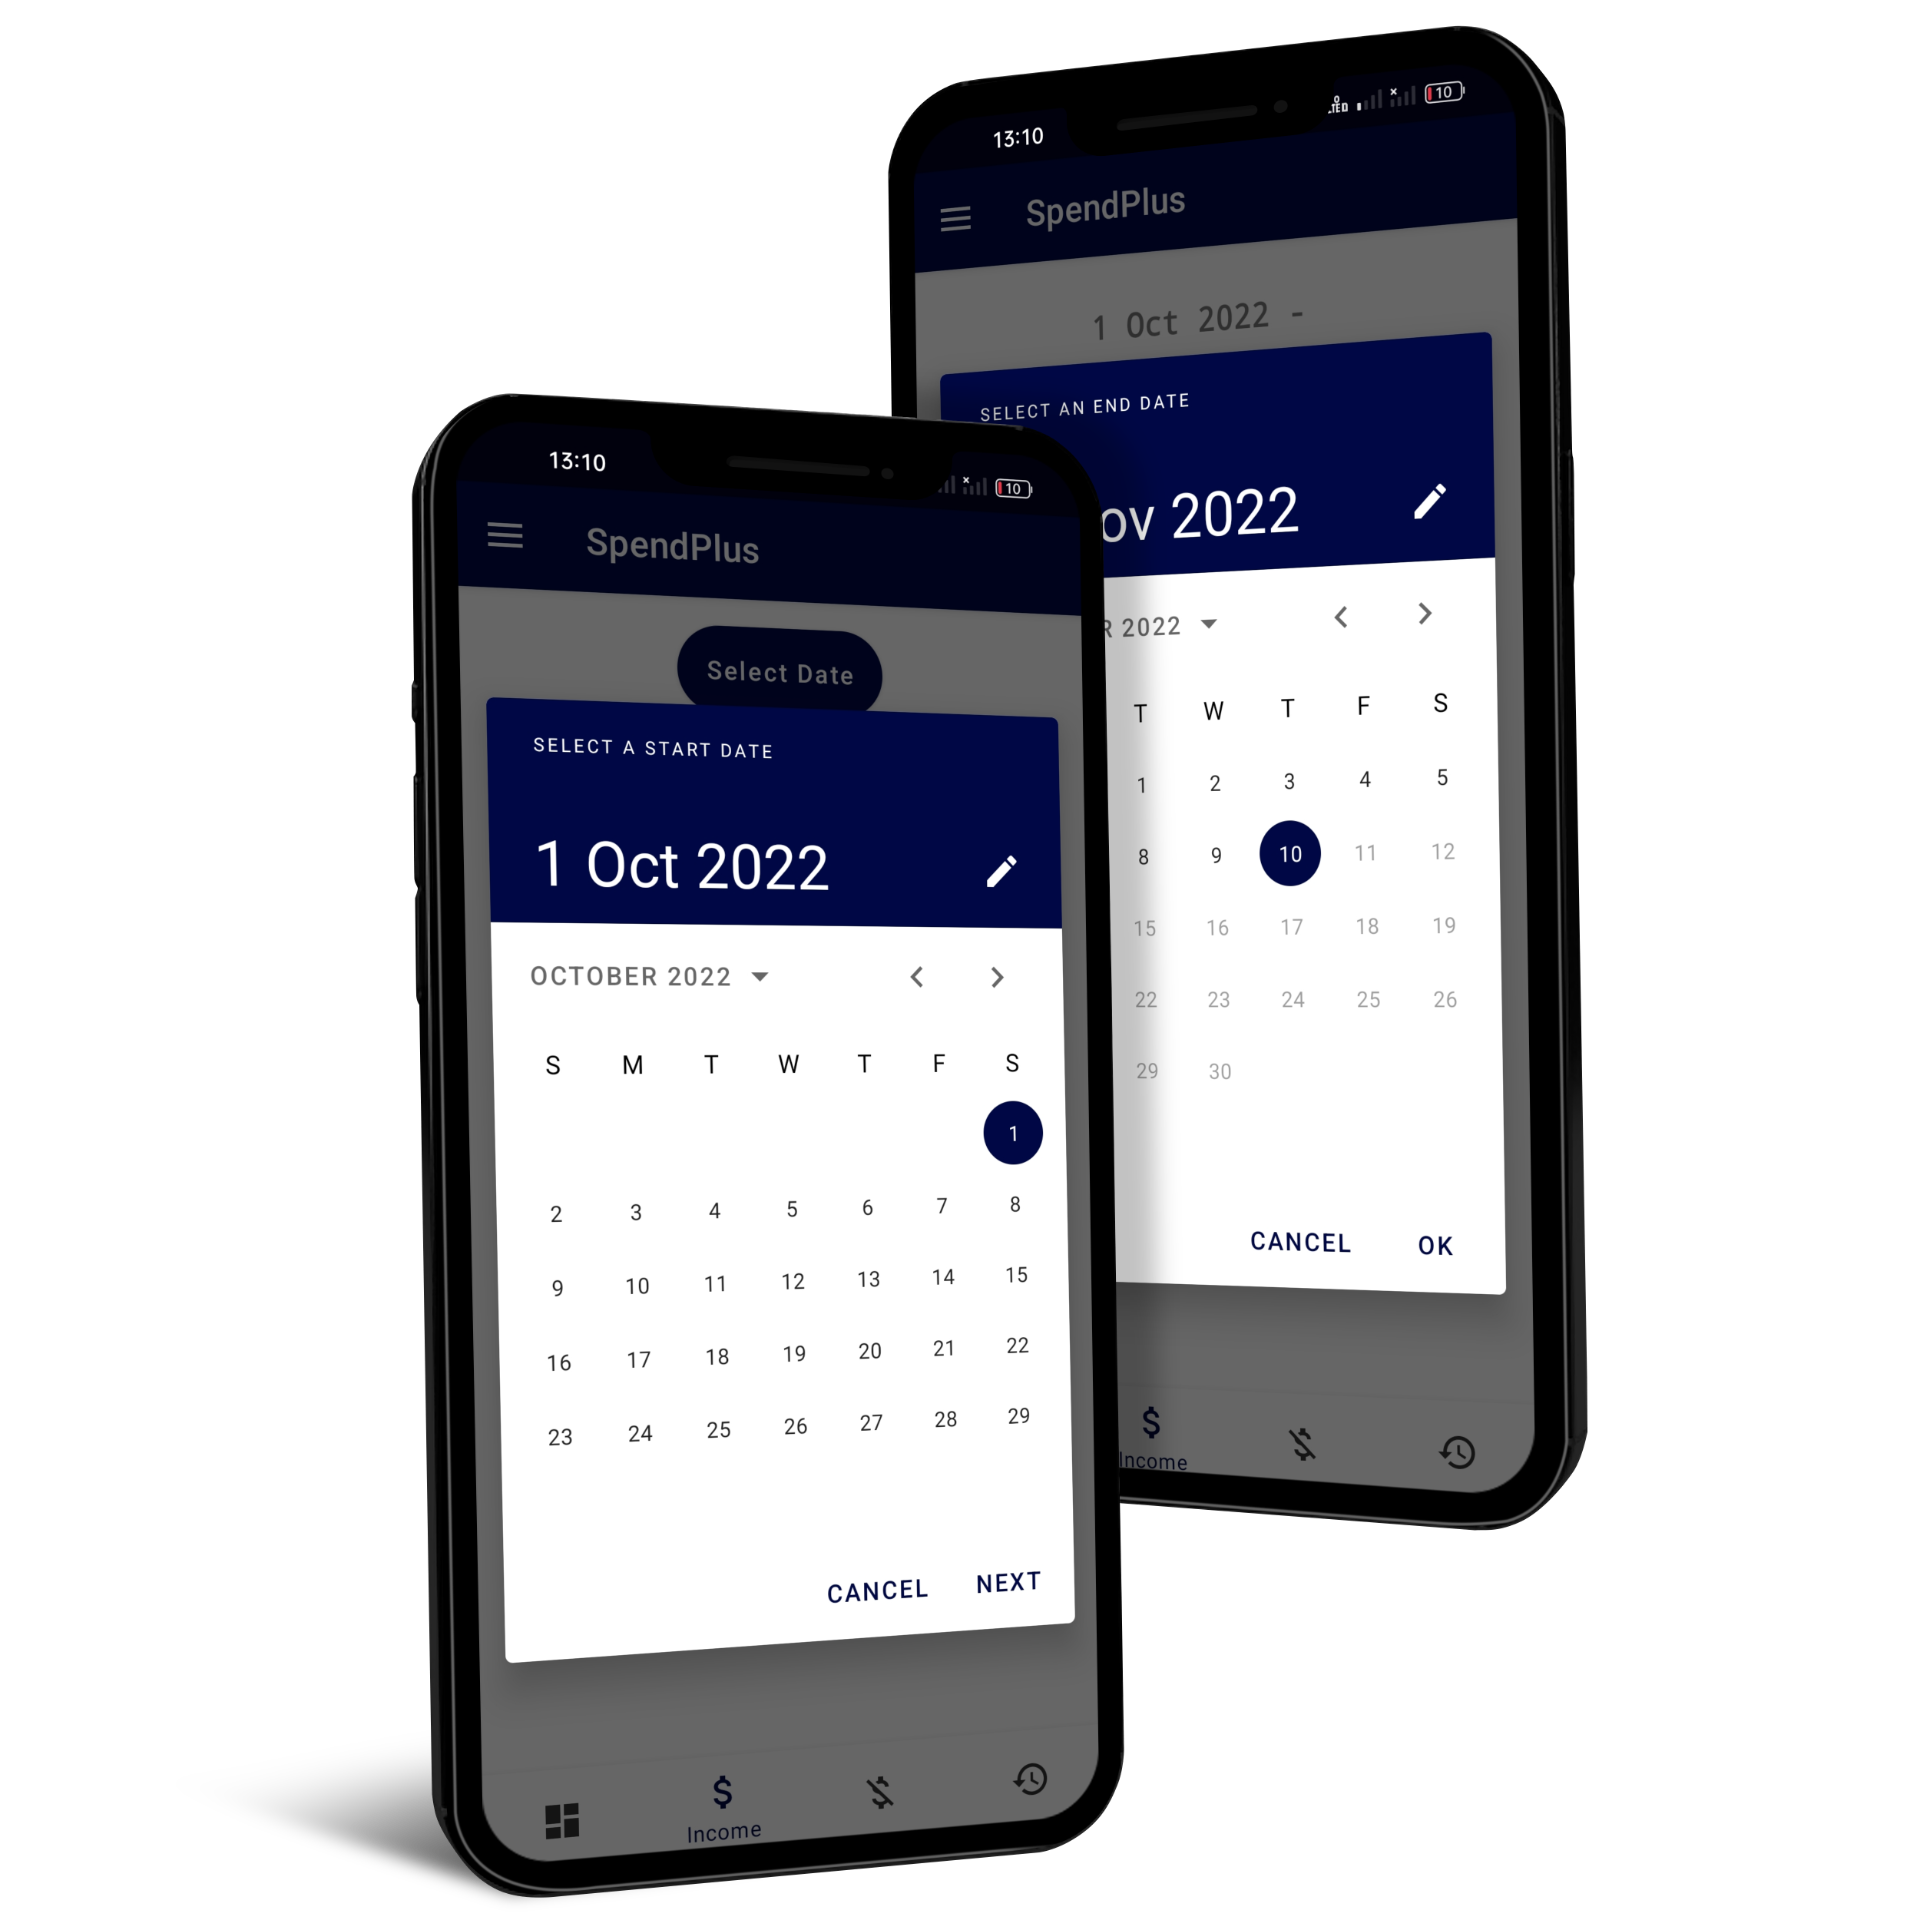 13:10
10
SpendPlus
Select Date
SELECT A START DATE
1 Oct 2022
OCTOBER 2022
S M T W T F S
1
2 3 4 5 6 7 8
9 10 11 12 13 14 15
16 17 18 19 20 21 22
23 24 25 26 27 28 29
CANCEL NEXT
Income
13:10
10
SpendPlus
1 Oct 2022 -
SELECT AN END DATE
2022
2022
T W T F S
1 2 3 4 5
8 9 10 11 12
15 16 17 18 19
22 23 24 25 26
29 30
CANCEL OK
Income